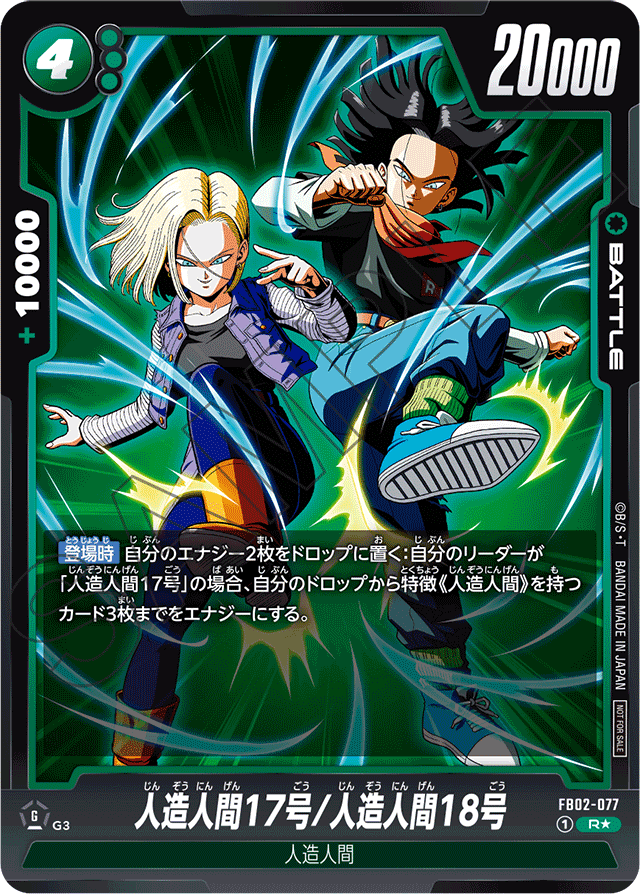 4
20000
+10000
BATTLE
登場時 自分のエナジー2枚をドロップに置く:自分のリーダーが
「人造人間17号」の場合、自分のドロップから特徴《人造人間》を持つ
カード3枚までをエナジーにする。
©B/S・T BANDAI MADE IN JAPAN NOT FOR SALE
人造人間17号/人造人間18号
FB02-077
G G3
1 R★
人造人間